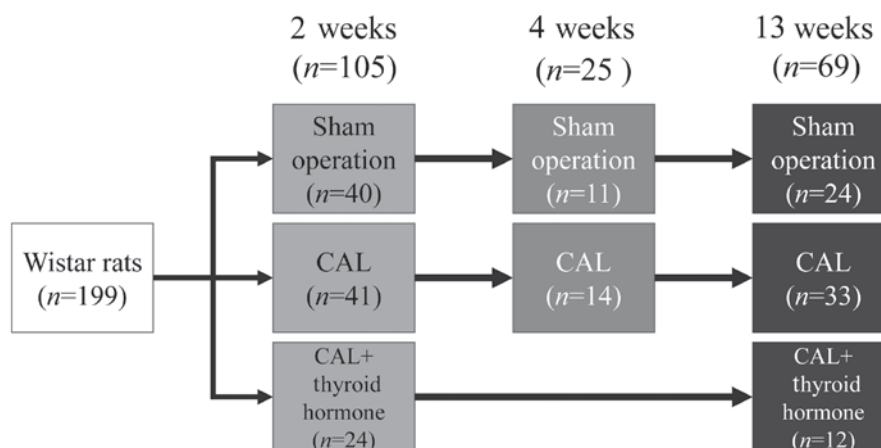 2 weeks
(n=105)
4 weeks
(n=25 )
13 weeks
(n=69)
Sham
operation
(n=40)
Sham
operation
(n=11)
Sham
operation
(n=24)
Wistar rats
(n=199)
CAL
(n=41)
CAL
(n=14)
CAL
(n=33)
CAL+
thyroid
hormone
(n=24)
CAL+
thyroid
hormone
(n=12)